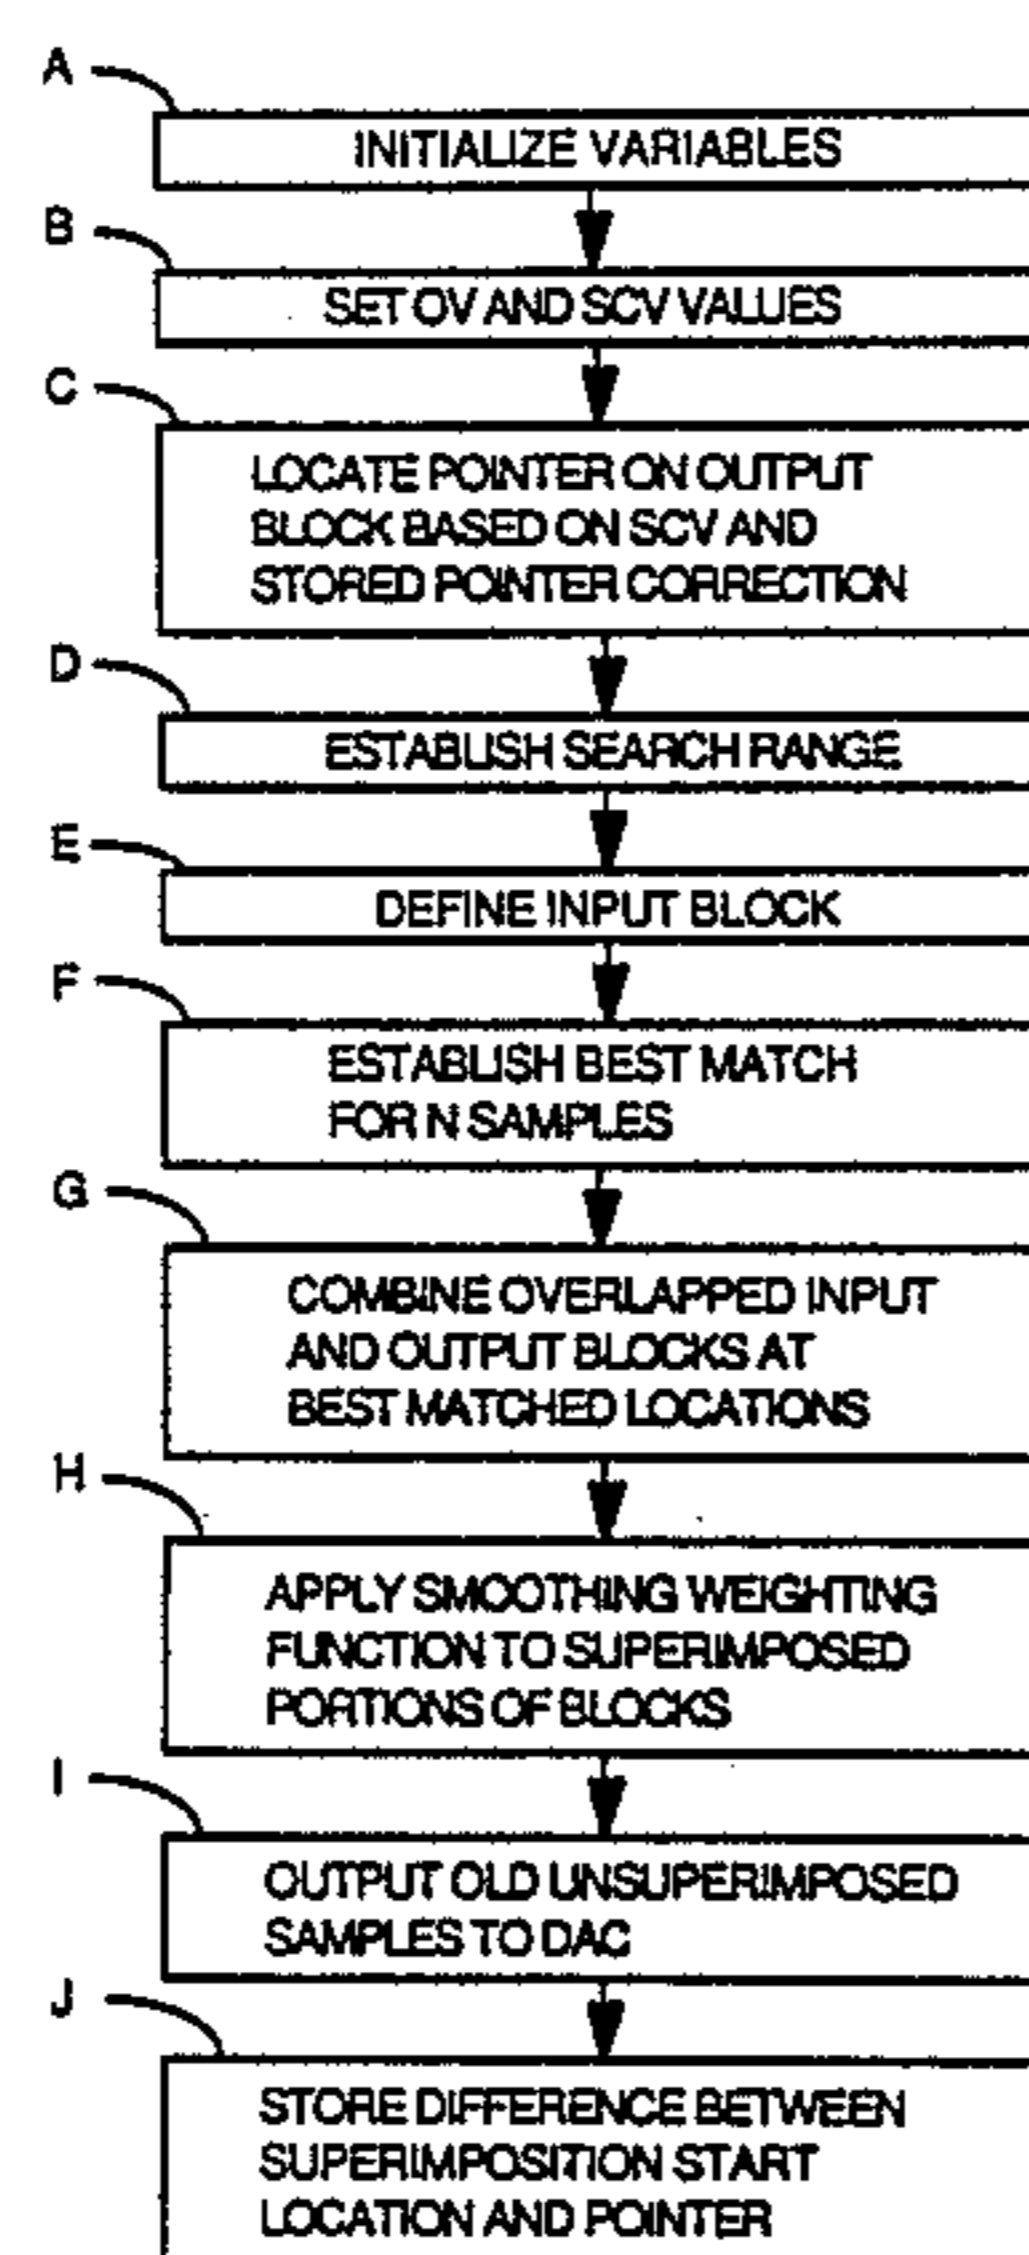 A
INITIALIZE VARIABLES
B
SET OV AND SCV VALUES
C
LOCATE POINTER ON OUTPUT
BLOCK BASED ON SCV AND
STORED POINTER CORRECTION
D
ESTABLISH SEARCH RANGE
E
DEFINE INPUT BLOCK
F
ESTABLISH BEST MATCH
FOR N SAMPLES
G
COMBINE OVERLAPPED INPUT
AND OUTPUT BLOCKS AT
BEST MATCHED LOCATIONS
H
APPLY SMOOTHING WEIGHTING
FUNCTION TO SUPERIMPOSED
PORTIONS OF BLOCKS
I
OUTPUT OLD UNSUPERIMPOSED
SAMPLES TO DAC
J
STORE DIFFERENCE BETWEEN
SUPERIMPOSITION START
LOCATION AND POINTER